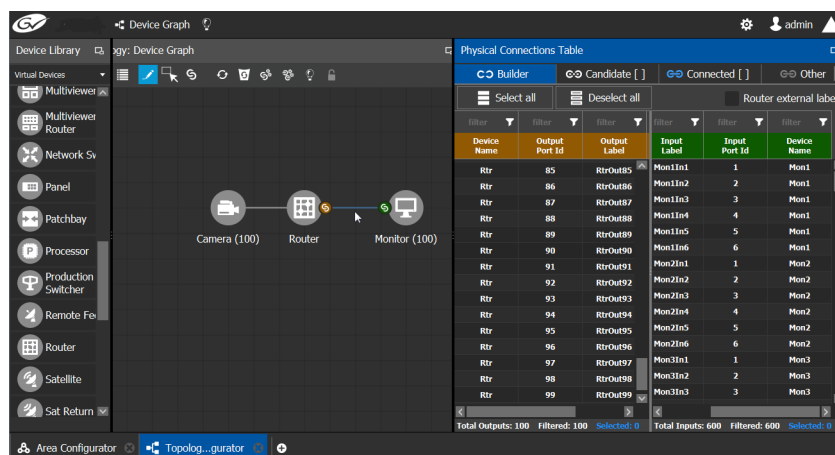 GV Device Graph admin
Device Library
ogy: Device Graph
Physical Connections Table
Virtual Devices
Builder Candidate [ ] Connected [ ] Other
Select all Deselect all Router external labe
filter filter filter filter filter filter
Device Name Output Port Id Output Label Input Label Input Port Id Device Name
Multiviewer
Multiviewer Router
Network Sw
Panel
Patchbay
Processor
Production Switcher
Remote Fe
Router
Satellite
Sat Return
Camera (100) Router Monitor (100)
Rtr 85 RtrOut85 Mon1In1 1 Mon1
Rtr 86 RtrOut86 Mon1In2 2 Mon1
Rtr 87 RtrOut87 Mon1In3 3 Mon1
Rtr 88 RtrOut88 Mon1In4 4 Mon1
Rtr 89 RtrOut89 Mon1In5 5 Mon1
Rtr 90 RtrOut90 Mon1In6 6 Mon1
Rtr 91 RtrOut91 Mon2In1 1 Mon2
Rtr 92 RtrOut92 Mon2In2 2 Mon2
Rtr 93 RtrOut93 Mon2In3 3 Mon2
Rtr 94 RtrOut94 Mon2In4 4 Mon2
Rtr 95 RtrOut95 Mon2In5 5 Mon2
Rtr 96 RtrOut96 Mon2In6 6 Mon2
Rtr 97 RtrOut97 Mon3In1 1 Mon3
Rtr 98 RtrOut98 Mon3In2 2 Mon3
Rtr 99 RtrOut99 Mon3In3 3 Mon3
Total Outputs: 100 Filtered: 100 Selected: 0 Total Inputs: 600 Filtered: 600 Selected: 0
Area Configurator Topolog...gurator